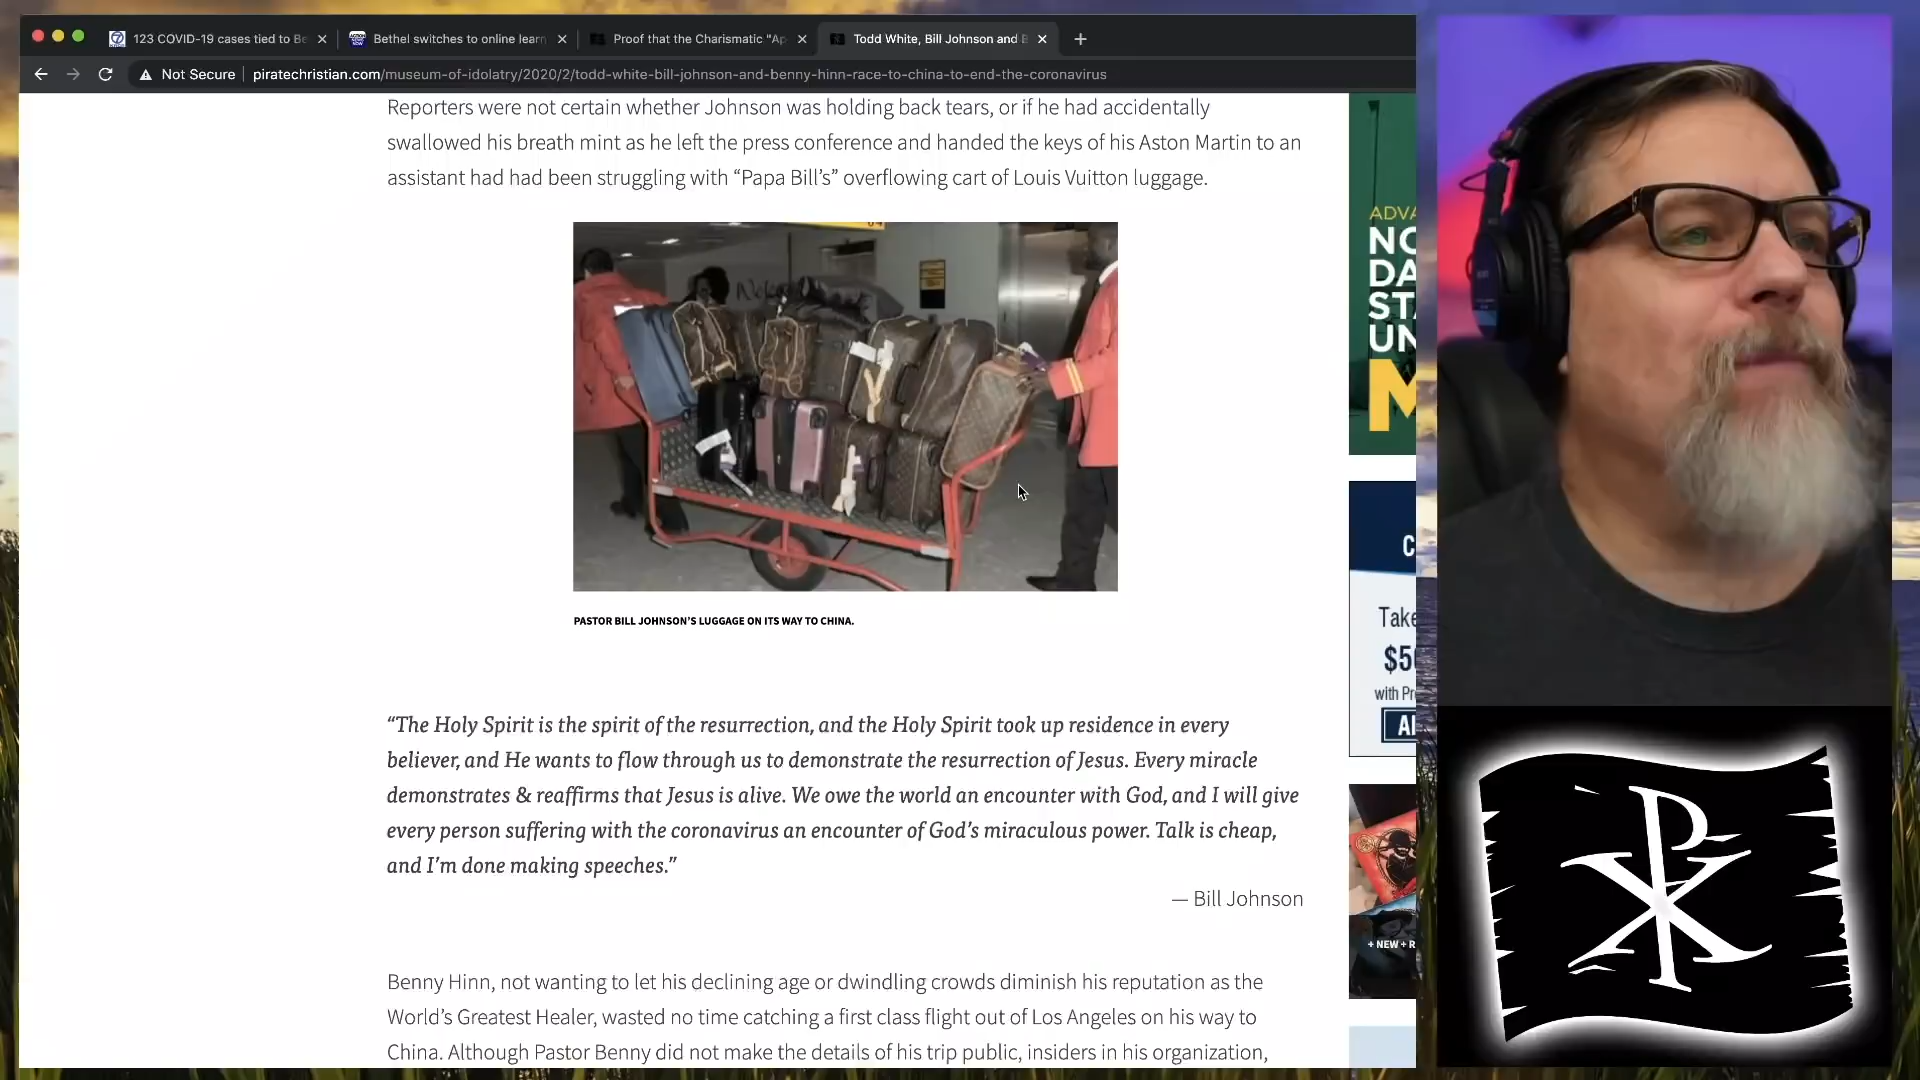 123 COVID-19 cases tied to Be
Bethel switches to online learn
Proof that the Charismatic "Ap
Todd White, Bill Johnson and B
Not Secure
piratechristian.com/museum-of-idolatry/2020/2/todd-white-bill-johnson-and-benny-hinn-race-to-china-to-end-the-coronavirus
Reporters were not certain whether Johnson was holding back tears, or if he had accidentally
swallowed his breath mint as he left the press conference and handed the keys of his Aston Martin to an
assistant had had been struggling with “Papa Bill’s” overflowing cart of Louis Vuitton luggage.
PASTOR BILL JOHNSON’S LUGGAGE ON ITS WAY TO CHINA.
“The Holy Spirit is the spirit of the resurrection, and the Holy Spirit took up residence in every
believer, and He wants to flow through us to demonstrate the resurrection of Jesus. Every miracle
demonstrates & reaffirms that Jesus is alive. We owe the world an encounter with God, and I will give
every person suffering with the coronavirus an encounter of God’s miraculous power. Talk is cheap,
and I’m done making speeches.”
— Bill Johnson
Benny Hinn, not wanting to let his declining age or dwindling crowds diminish his reputation as the
World’s Greatest Healer, wasted no time catching a first class flight out of Los Angeles on his way to
China. Although Pastor Benny did not make the details of his trip public, insiders in his organization,
ADVA
NO
DA
STA
UN
M
C
Take
$50
with Pr
A
+ NEW + R